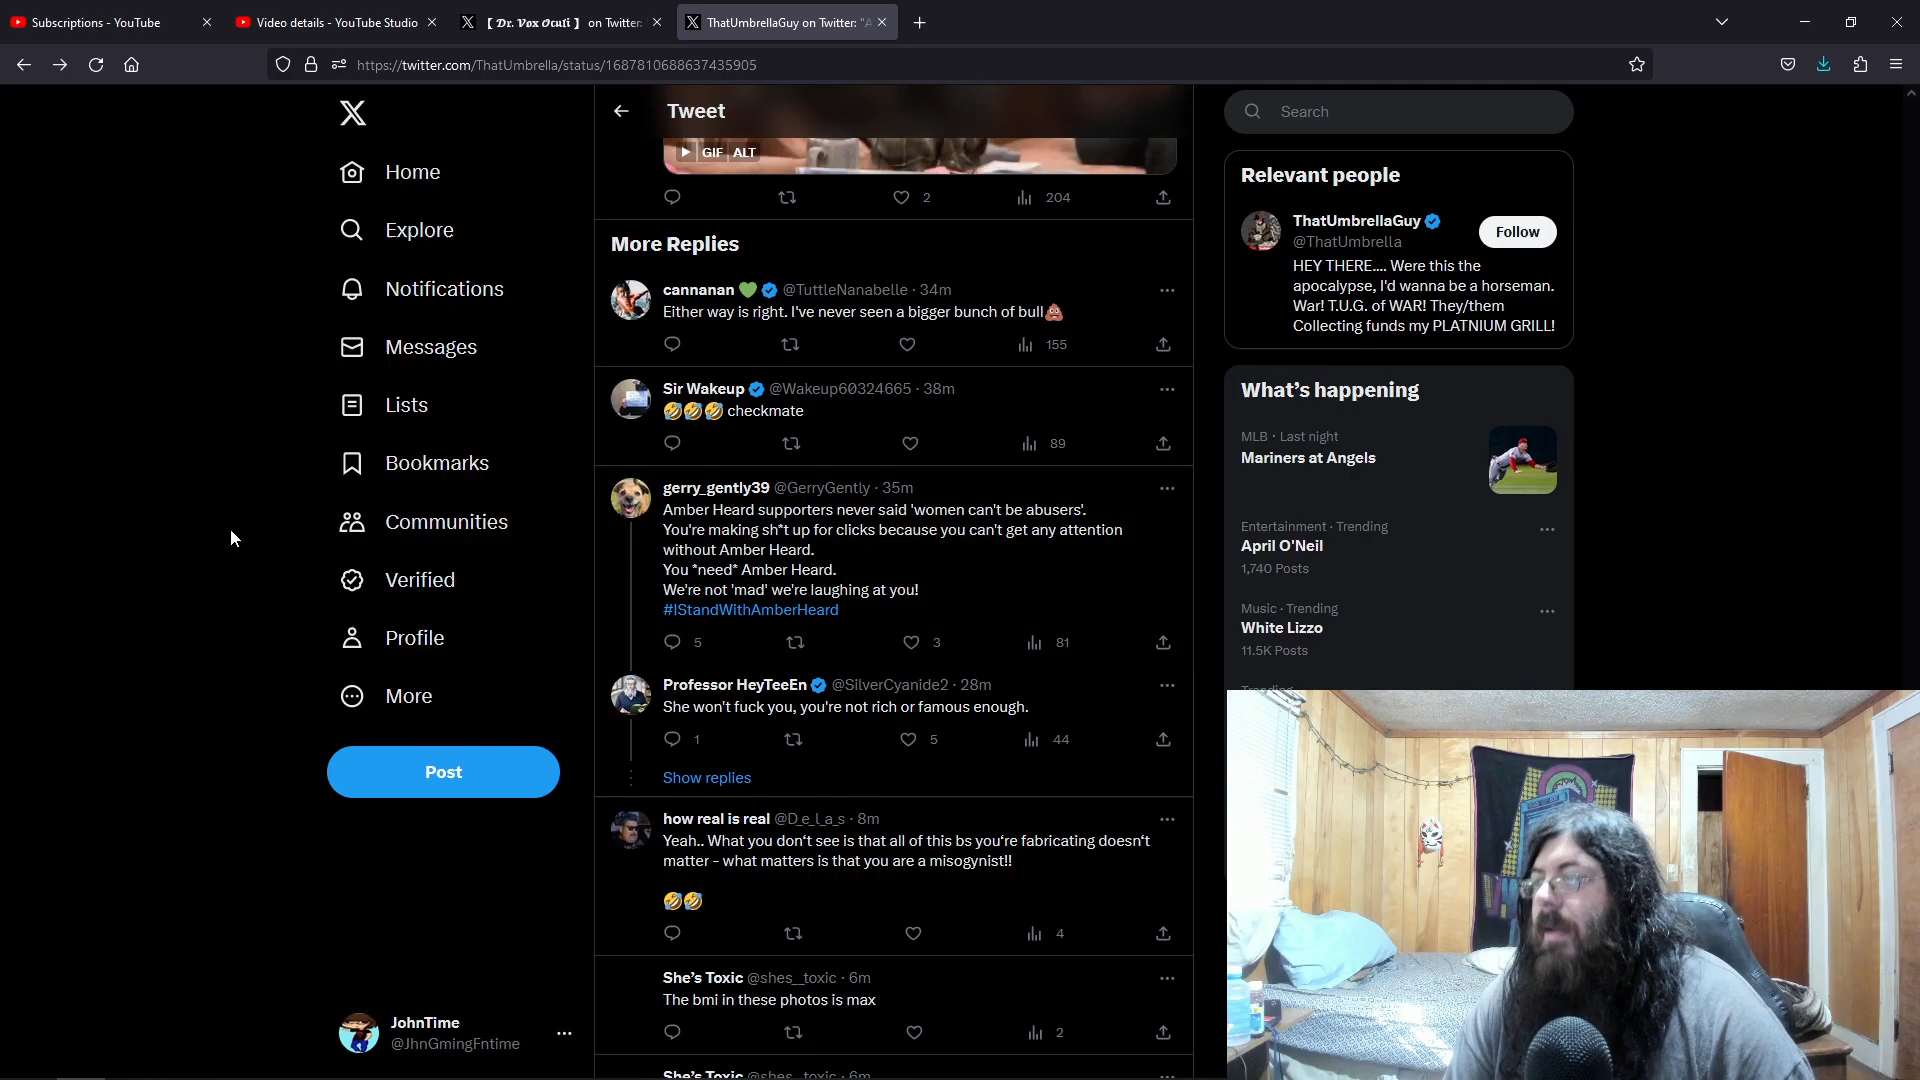 Subscriptions - YouTube
Video details - YouTube Studio
【 𝓓𝓻. 𝓥𝓸𝔁 𝓞𝓬𝓾𝓵𝓲 】 on Twitter:
ThatUmbrellaGuy on Twitter: "A
https://twitter.com/ThatUmbrella/status/1687810688637435905
Home
Explore
Notifications
Messages
Lists
Bookmarks
Communities
Verified
Profile
More
Post
JohnTime
@JhnGmingFntime
Tweet
GIF ALT
2 204
More Replies
cannanan 💚 @TuttleNanabelle · 34m
Either way is right. I've never seen a bigger bunch of bull💩
155
Sir Wakeup @Wakeup60324665 · 38m
🤣🤣🤣 checkmate
89
gerry_gently39 @GerryGently · 35m
Amber Heard supporters never said 'women can't be abusers'.
You're making sh*t up for clicks because you can't get any attention
without Amber Heard.
You *need* Amber Heard.
We're not 'mad' we're laughing at you!
#IStandWithAmberHeard
5 3 81
Professor HeyTeeEn @SilverCyanide2 · 28m
She won't fuck you, you're not rich or famous enough.
1 5 44
Show replies
how real is real @D_e_l_a_s · 8m
Yeah.. What you don't see is that all of this bs you're fabricating doesn't
matter - what matters is that you are a misogynist!!
🤣🤣
4
She's Toxic @shes_toxic · 6m
The bmi in these photos is max
2
She's Toxic @shes_toxic · 6m
Search
Relevant people
ThatUmbrellaGuy
@ThatUmbrella
Follow
HEY THERE.... Were this the
apocalypse, I'd wanna be a horseman.
War! T.U.G. of WAR! They/them
Collecting funds my PLATNIUM GRILL!
What's happening
MLB · Last night
Mariners at Angels
Entertainment · Trending
April O'Neil
1,740 Posts
Music · Trending
White Lizzo
11.5K Posts
Trending